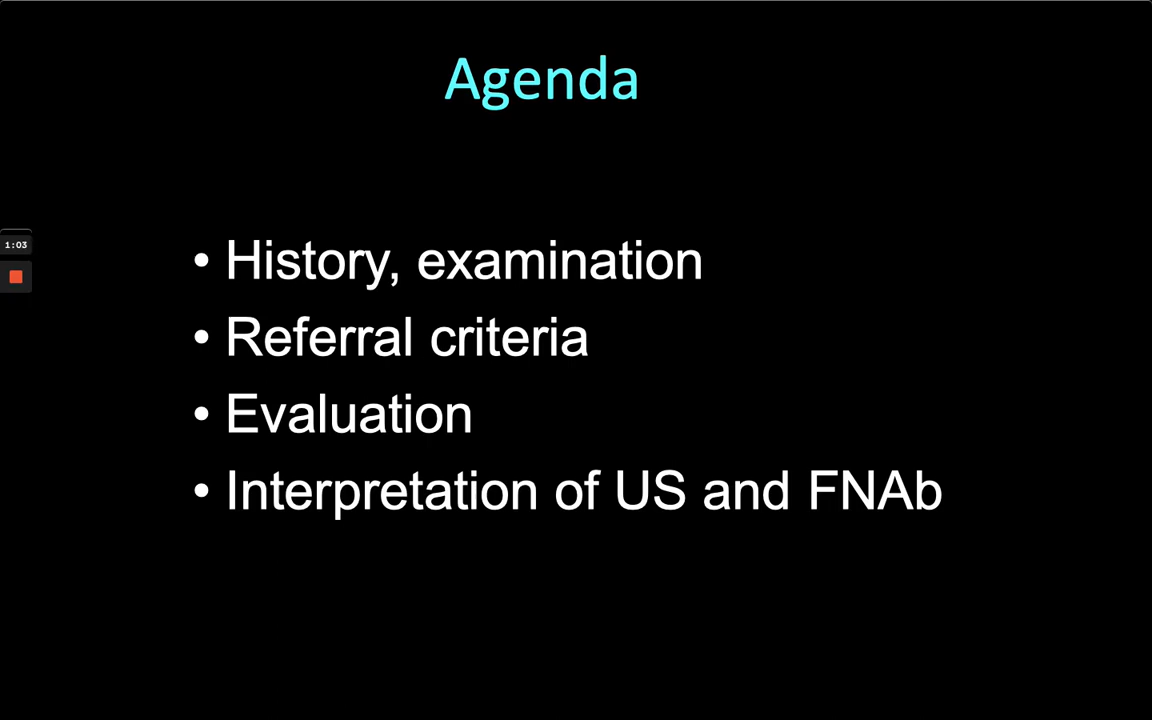 Agenda
• History, examination
1:03
• Referral criteria
• Evaluation
• Interpretation of US and FNAb